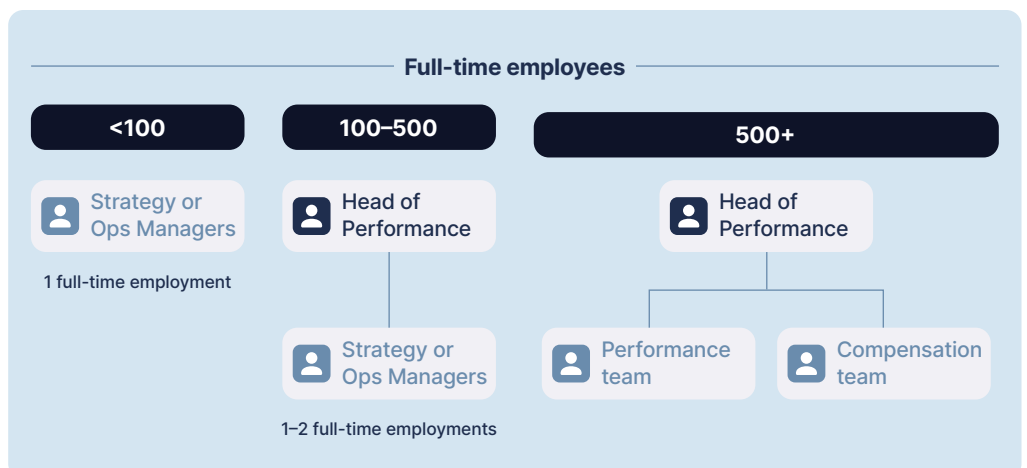 Full-time employees
<100
100–500
500+
Strategy or
Ops Managers
1 full-time employment
Head of
Performance
Strategy or
Ops Managers
1–2 full-time employments
Head of
Performance
Performance
team
Compensation
team